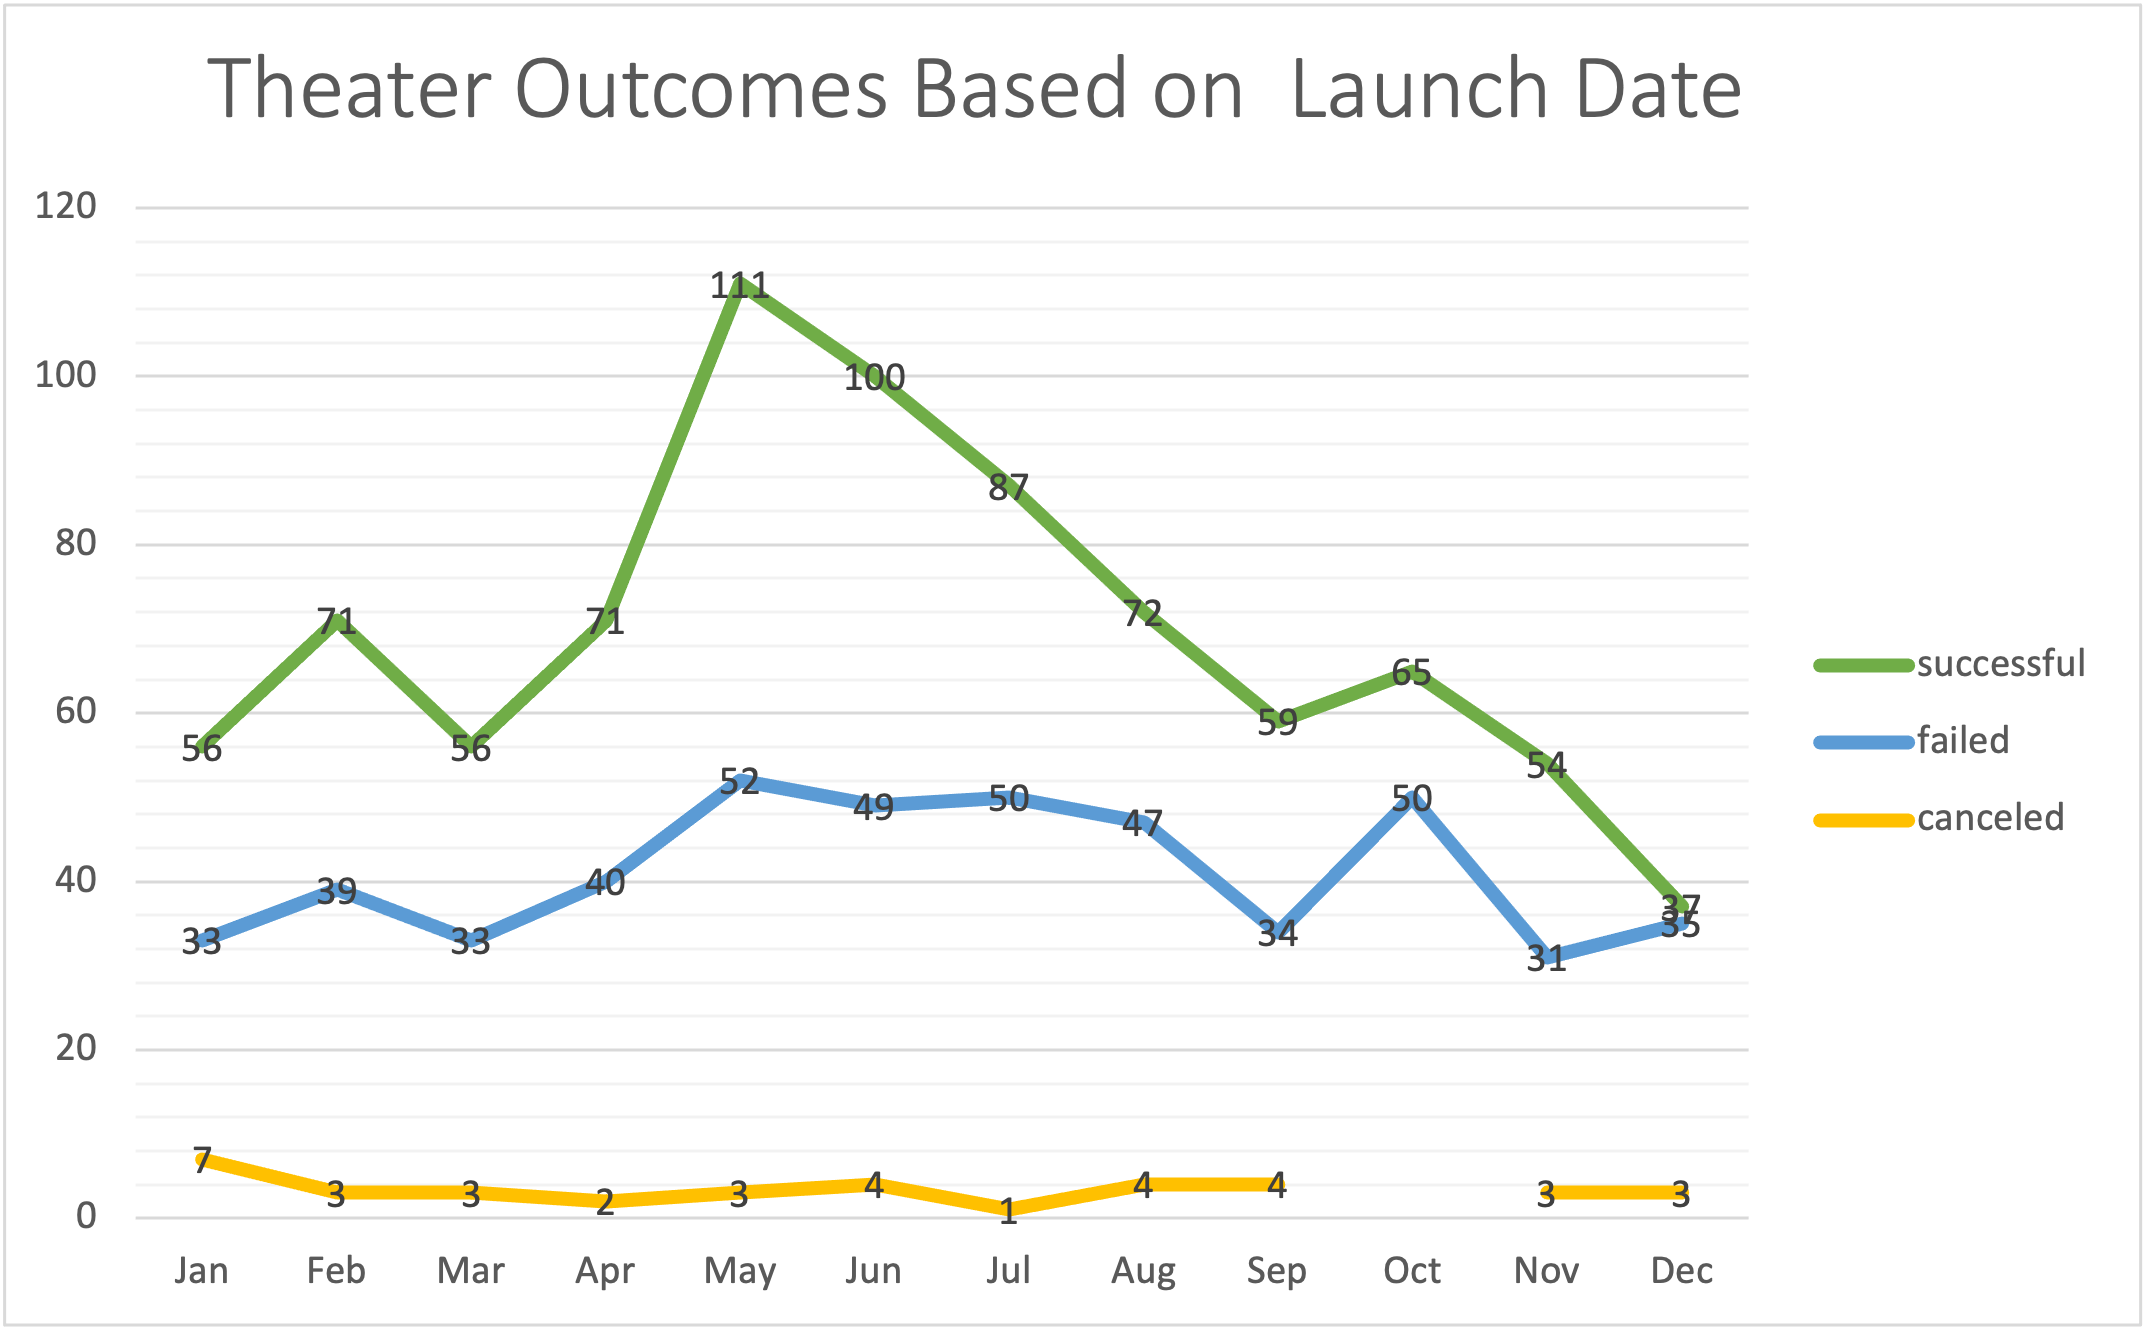 Theater Outcomes Based on  Launch Date
120
100
80
60
40
20
0
56 71 56 71 111 100 87 72 59 65 54 37
33 39 33 40 52 49 50 47 34 50 31 35
7 3 3 2 3 4 1 4 4 3 3
Jan Feb Mar Apr May Jun Jul Aug Sep Oct Nov Dec
successful
failed
canceled